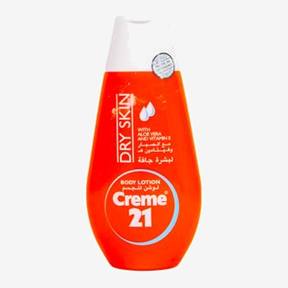 DRY SKIN
WITH
ALOE VERA
AND VITAMIN E
مع الصبار
وفيتامين هـ
لبشرة جافة
BODY LOTION
لوشن للجسم
Creme
21